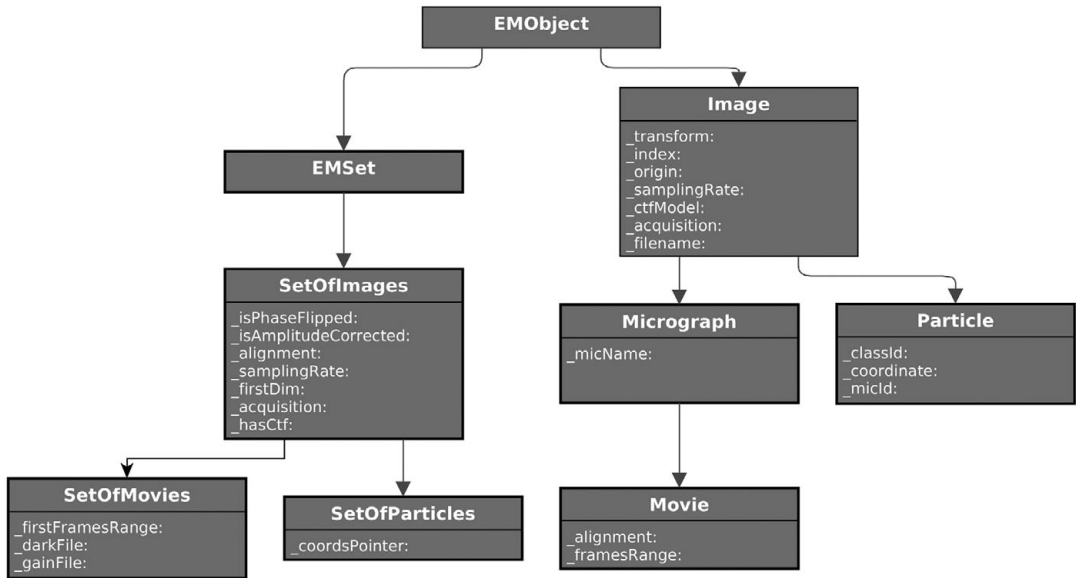 EMObject
EMSet
Image
_transform:
_index:
_origin:
_samplingRate:
_ctfModel:
_acquisition:
_filename:
SetOfImages
_isPhaseFlipped:
_isAmplitudeCorrected:
_alignment:
_samplingRate:
_firstDim:
_acquisition:
_hasCtf:
Micrograph
_micName:
Particle
_classId:
_coordinate:
_micId:
SetOfMovies
_firstFramesRange:
_darkFile:
_gainFile:
SetOfParticles
_coordsPointer:
Movie
_alignment:
_framesRange: